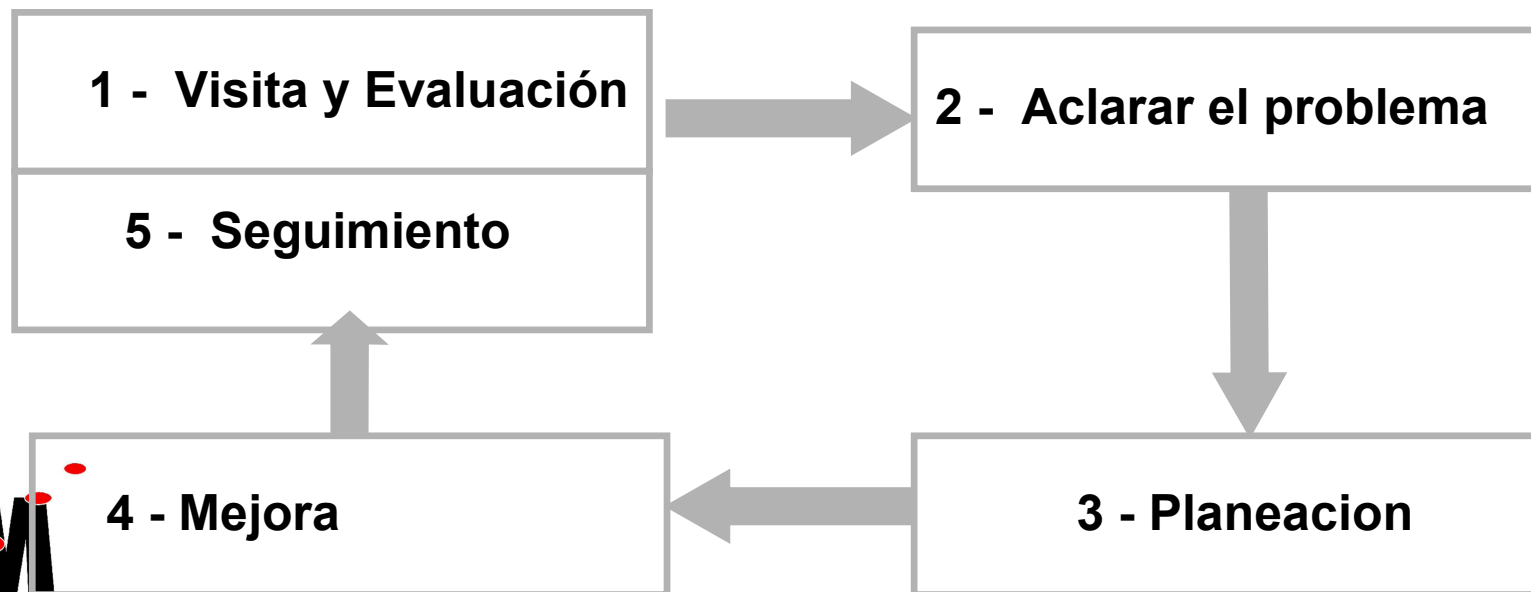 1 - Visita y Evaluación
2 - Aclarar el problema
5 - Seguimiento
4 - Mejora
3 - Planeacion